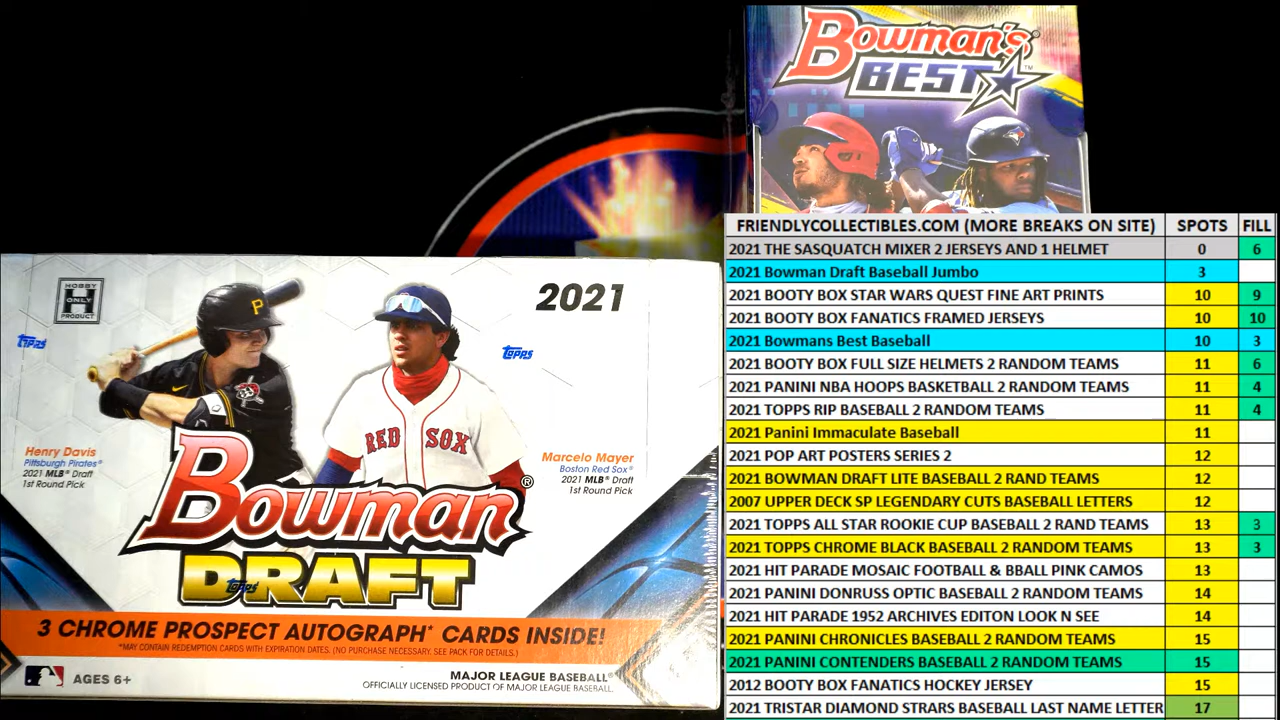 Bowman's®
BEST™
HOBBY
H
ONLY
PRODUCT
Topps
2021
Topps
P
RED SOX
Henry Davis
Pittsburgh Pirates®
2021 MLB® Draft
1st Round Pick
Marcelo Mayer
Boston Red Sox®
2021 MLB® Draft
1st Round Pick
Bowman®
Topps
DRAFT
3 CHROME PROSPECT AUTOGRAPH* CARDS INSIDE!
*MAY CONTAIN REDEMPTION CARDS WITH EXPIRATION DATES. (NO PURCHASE NECESSARY. SEE PACK FOR DETAILS.)
AGES 6+
MAJOR LEAGUE BASEBALL®
OFFICIALLY LICENSED PRODUCT OF MAJOR LEAGUE BASEBALL.
FRIENDLYCOLLECTIBLES.COM (MORE BREAKS ON SITE) SPOTS FILL
2021 THE SASQUATCH MIXER 2 JERSEYS AND 1 HELMET 0 6
2021 Bowman Draft Baseball Jumbo 3
2021 BOOTY BOX STAR WARS QUEST FINE ART PRINTS 10 9
2021 BOOTY BOX FANATICS FRAMED JERSEYS 10 10
2021 Bowmans Best Baseball 10 3
2021 BOOTY BOX FULL SIZE HELMETS 2 RANDOM TEAMS 11 6
2021 PANINI NBA HOOPS BASKETBALL 2 RANDOM TEAMS 11 4
2021 TOPPS RIP BASEBALL 2 RANDOM TEAMS 11 4
2021 Panini Immaculate Baseball 11
2021 POP ART POSTERS SERIES 2 12
2021 BOWMAN DRAFT LITE BASEBALL 2 RAND TEAMS 12
2007 UPPER DECK SP LEGENDARY CUTS BASEBALL LETTERS 12
2021 TOPPS ALL STAR ROOKIE CUP BASEBALL 2 RAND TEAMS 13 3
2021 TOPPS CHROME BLACK BASEBALL 2 RANDOM TEAMS 13 3
2021 HIT PARADE MOSAIC FOOTBALL & BBALL PINK CAMOS 13
2021 PANINI DONRUSS OPTIC BASEBALL 2 RANDOM TEAMS 14
2021 HIT PARADE 1952 ARCHIVES EDITON LOOK N SEE 14
2021 PANINI CHRONICLES BASEBALL 2 RANDOM TEAMS 15
2021 PANINI CONTENDERS BASEBALL 2 RANDOM TEAMS 15
2012 BOOTY BOX FANATICS HOCKEY JERSEY 15
2021 TRISTAR DIAMOND STRARS BASEBALL LAST NAME LETTER 17